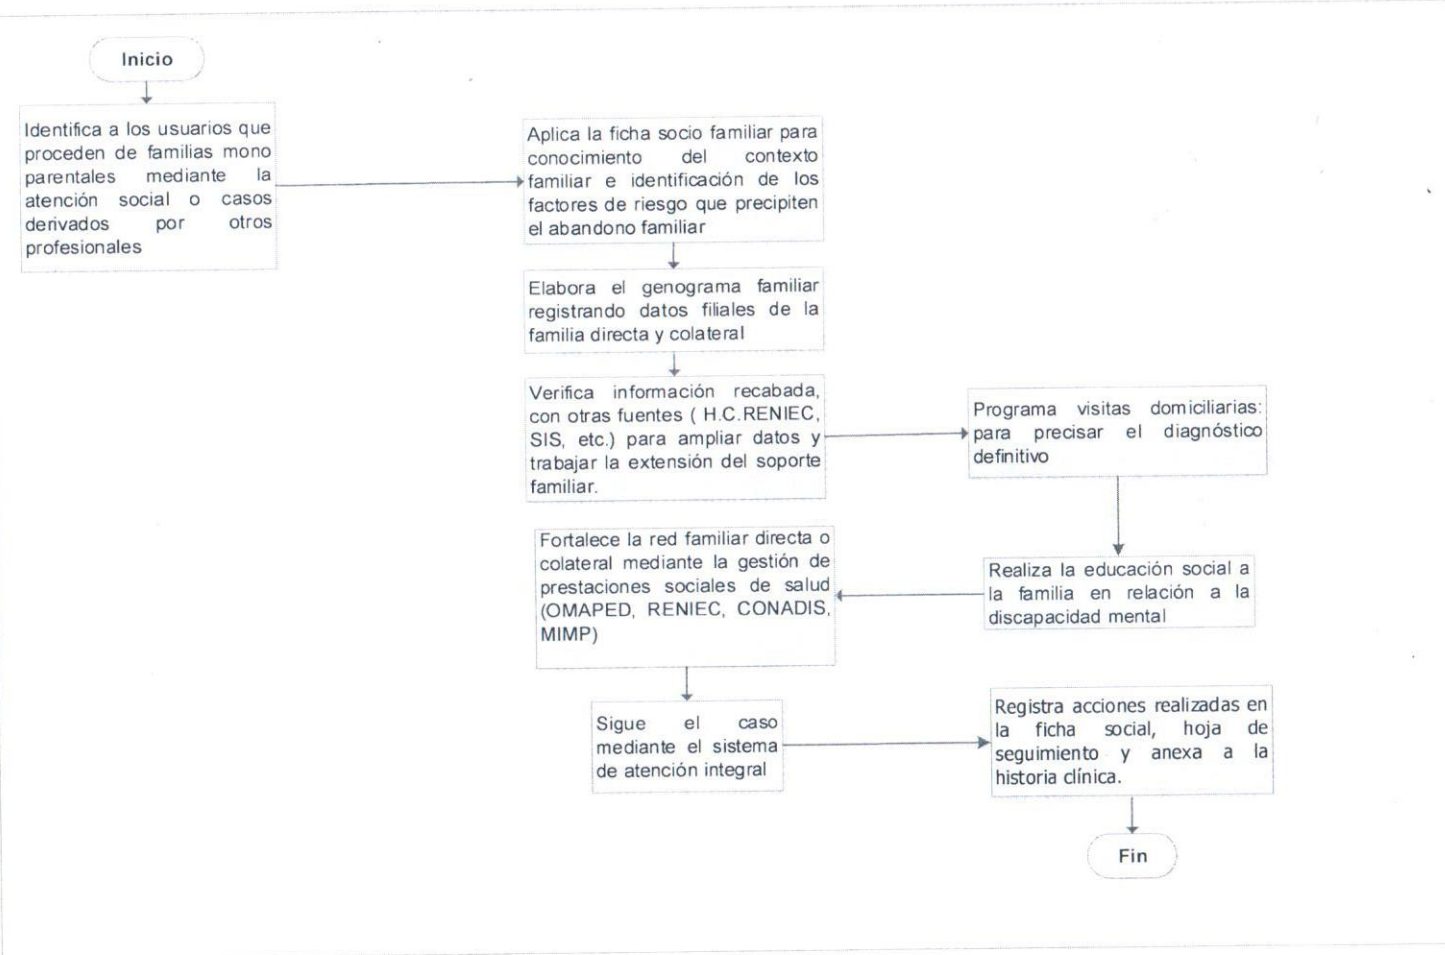 Inicio
Identifica a los usuarios que
proceden de familias mono
parentales mediante la
atención social o casos
derivados por otros
profesionales
Aplica la ficha socio familiar para
conocimiento del contexto
familiar e identificación de los
factores de riesgo que precipiten
el abandono familiar
Elabora el genograma familiar
registrando datos filiales de la
familia directa y colateral
Verifica información recabada,
con otras fuentes ( H.C.RENIEC,
SIS, etc.) para ampliar datos y
trabajar la extensión del soporte
familiar.
Programa visitas domiciliarias:
para precisar el diagnóstico
definitivo
Realiza la educación social a
la familia en relación a la
discapacidad mental
Fortalece la red familiar directa o
colateral mediante la gestión de
prestaciones sociales de salud
(OMAPED, RENIEC, CONADIS,
MIMP)
Sigue el caso
mediante el sistema
de atención integral
Registra acciones realizadas en
la ficha social, hoja de
seguimiento y anexa a la
historia clínica.
Fin